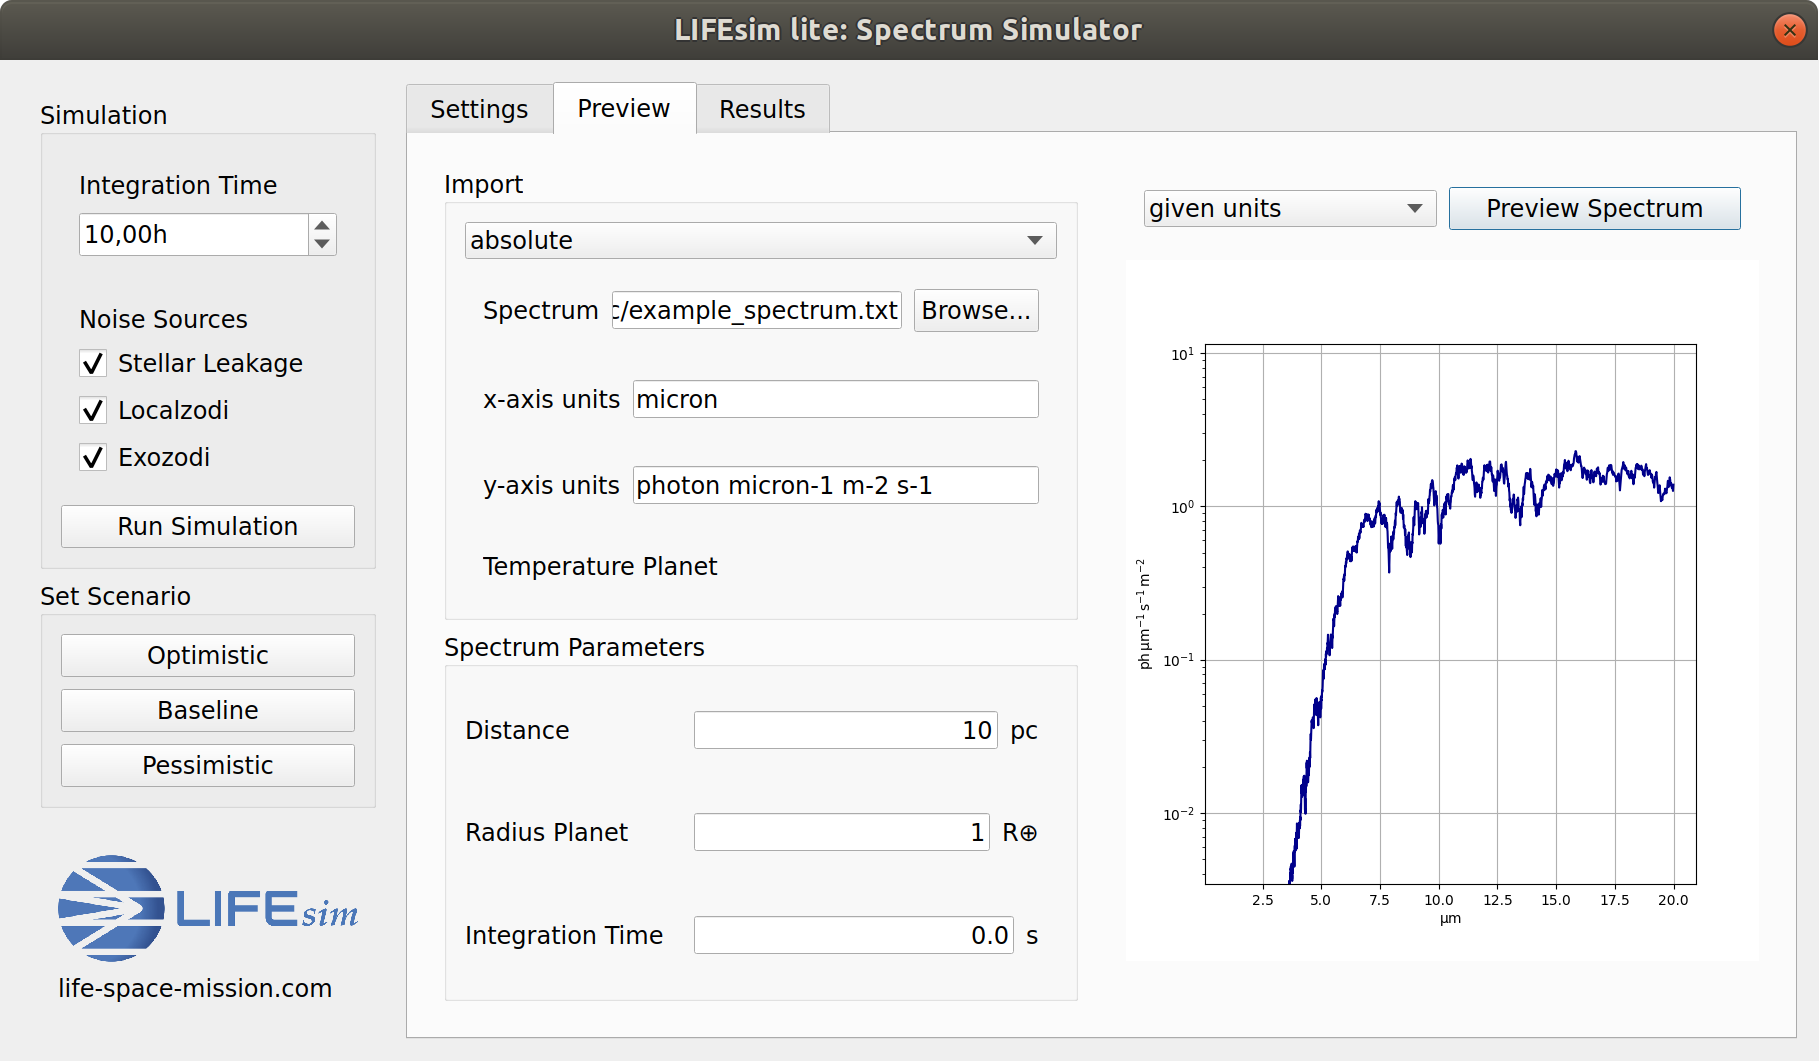 LIFEsim lite: Spectrum Simulator
Simulation
Integration Time
10,00h
Noise Sources
Stellar Leakage
Localzodi
Exozodi
Run Simulation
Set Scenario
Optimistic
Baseline
Pessimistic
LIFEsim
life-space-mission.com
Settings Preview Results
Import
absolute
Spectrum c/example_spectrum.txt Browse...
x-axis units micron
y-axis units photon micron-1 m-2 s-1
Temperature Planet
Spectrum Parameters
Distance 10 pc
Radius Planet 1 R⊕
Integration Time 0.0 s
given units Preview Spectrum
10¹
10⁰
10⁻¹
10⁻²
ph μm⁻¹ s⁻¹ m⁻²
2.5 5.0 7.5 10.0 12.5 15.0 17.5 20.0
μm